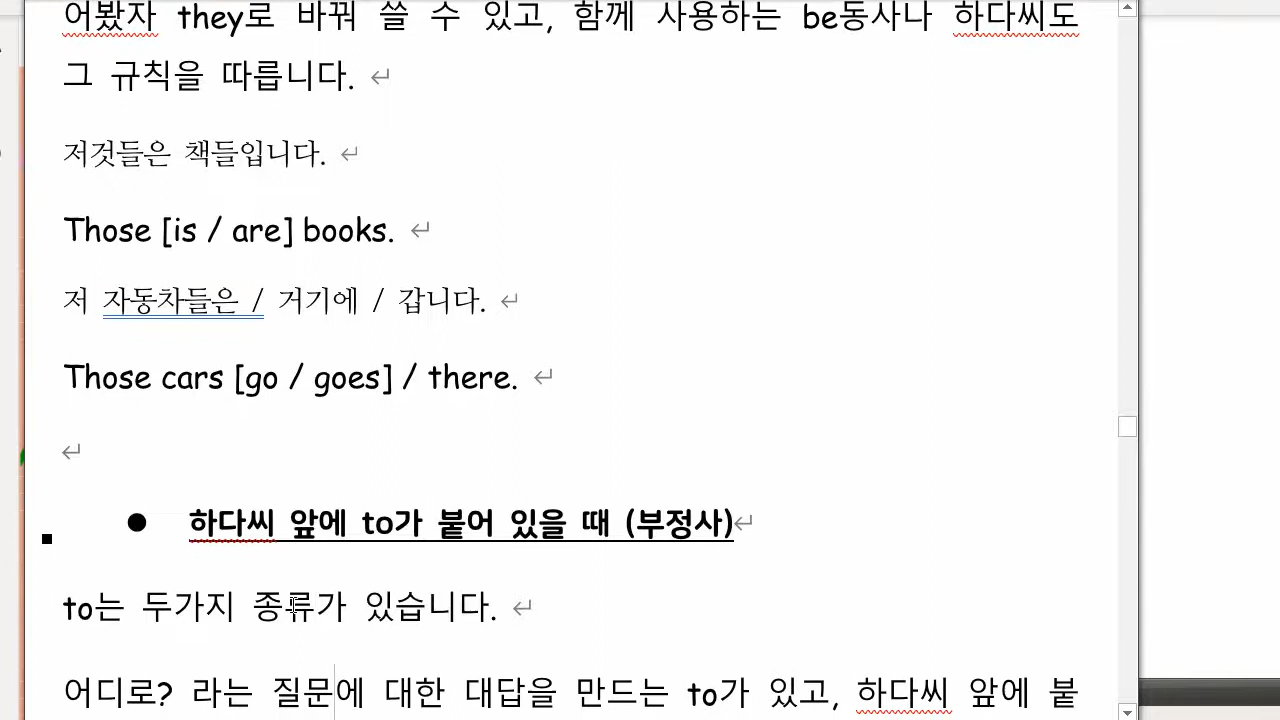 어봤자 they로 바꿔 쓸 수 있고, 함께 사용하는 be동사나 하다씨도
그 규칙을 따릅니다.
저것들은 책들입니다.
Those [is / are] books.
저 자동차들은 / 거기에 / 갑니다.
Those cars [go / goes] / there.
● 하다씨 앞에 to가 붙어 있을 때 (부정사)
to는 두가지 종류가 있습니다.
어디로? 라는 질문에 대한 대답을 만드는 to가 있고, 하다씨 앞에 붙